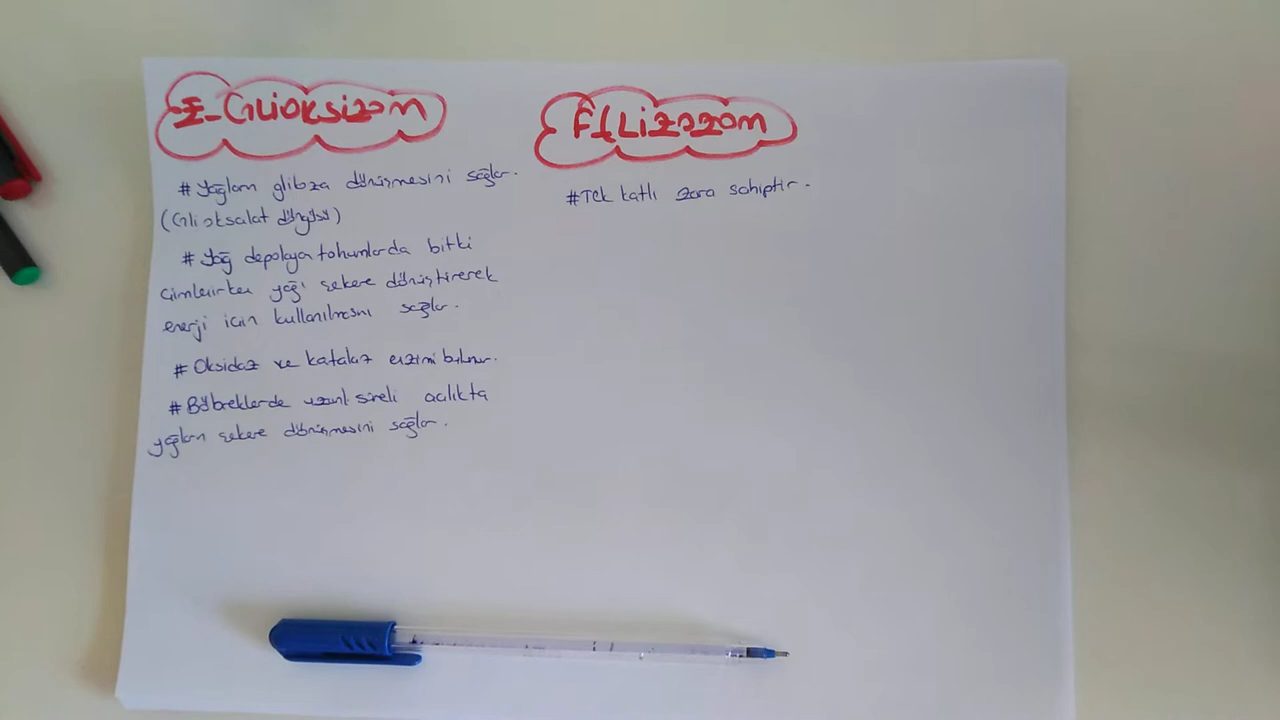 I-Glioksizom
# Yağların glikoza dönüşmesini sağlar.
(Glioksalat döngüsü)
# Yağ depolayan tohumlarda bitki
çimlenirken yağı şekere dönüştürerek
enerji için kullanılmasını sağlar.
# Oksidaz ve katalaz enzimi bulunur.
# Böbreklerde uzun süreli açlıkta
yağların şekere dönüşmesini sağlar.
# Tek katlı zara sahiptir.